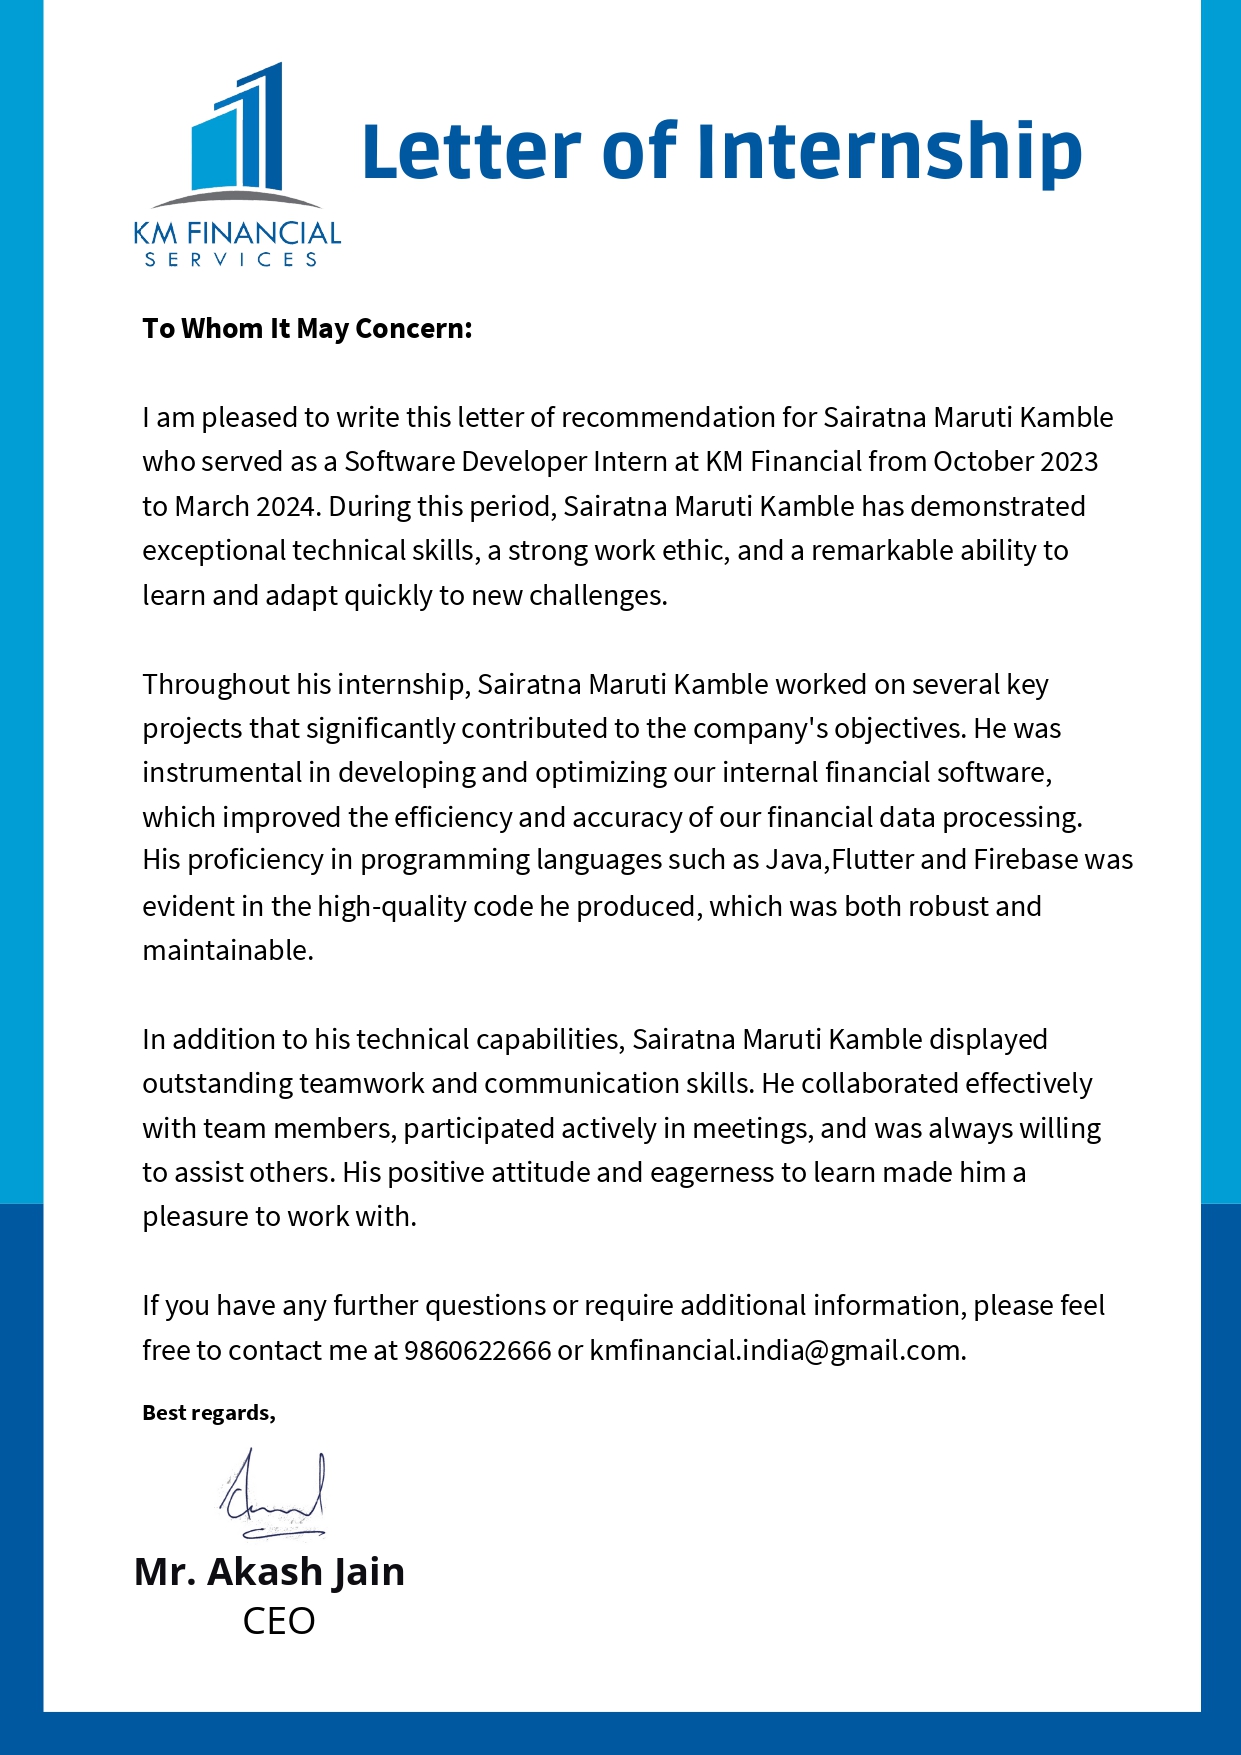 KM FINANCIAL
SERVICES
Letter of Internship
To Whom It May Concern:
I am pleased to write this letter of recommendation for Sairatna Maruti Kamble
who served as a Software Developer Intern at KM Financial from October 2023
to March 2024. During this period, Sairatna Maruti Kamble has demonstrated
exceptional technical skills, a strong work ethic, and a remarkable ability to
learn and adapt quickly to new challenges.
Throughout his internship, Sairatna Maruti Kamble worked on several key
projects that significantly contributed to the company's objectives. He was
instrumental in developing and optimizing our internal financial software,
which improved the efficiency and accuracy of our financial data processing.
His proficiency in programming languages such as Java,Flutter and Firebase was
evident in the high-quality code he produced, which was both robust and
maintainable.
In addition to his technical capabilities, Sairatna Maruti Kamble displayed
outstanding teamwork and communication skills. He collaborated effectively
with team members, participated actively in meetings, and was always willing
to assist others. His positive attitude and eagerness to learn made him a
pleasure to work with.
If you have any further questions or require additional information, please feel
free to contact me at 9860622666 or kmfinancial.india@gmail.com.
Best regards,
Mr. Akash Jain
CEO